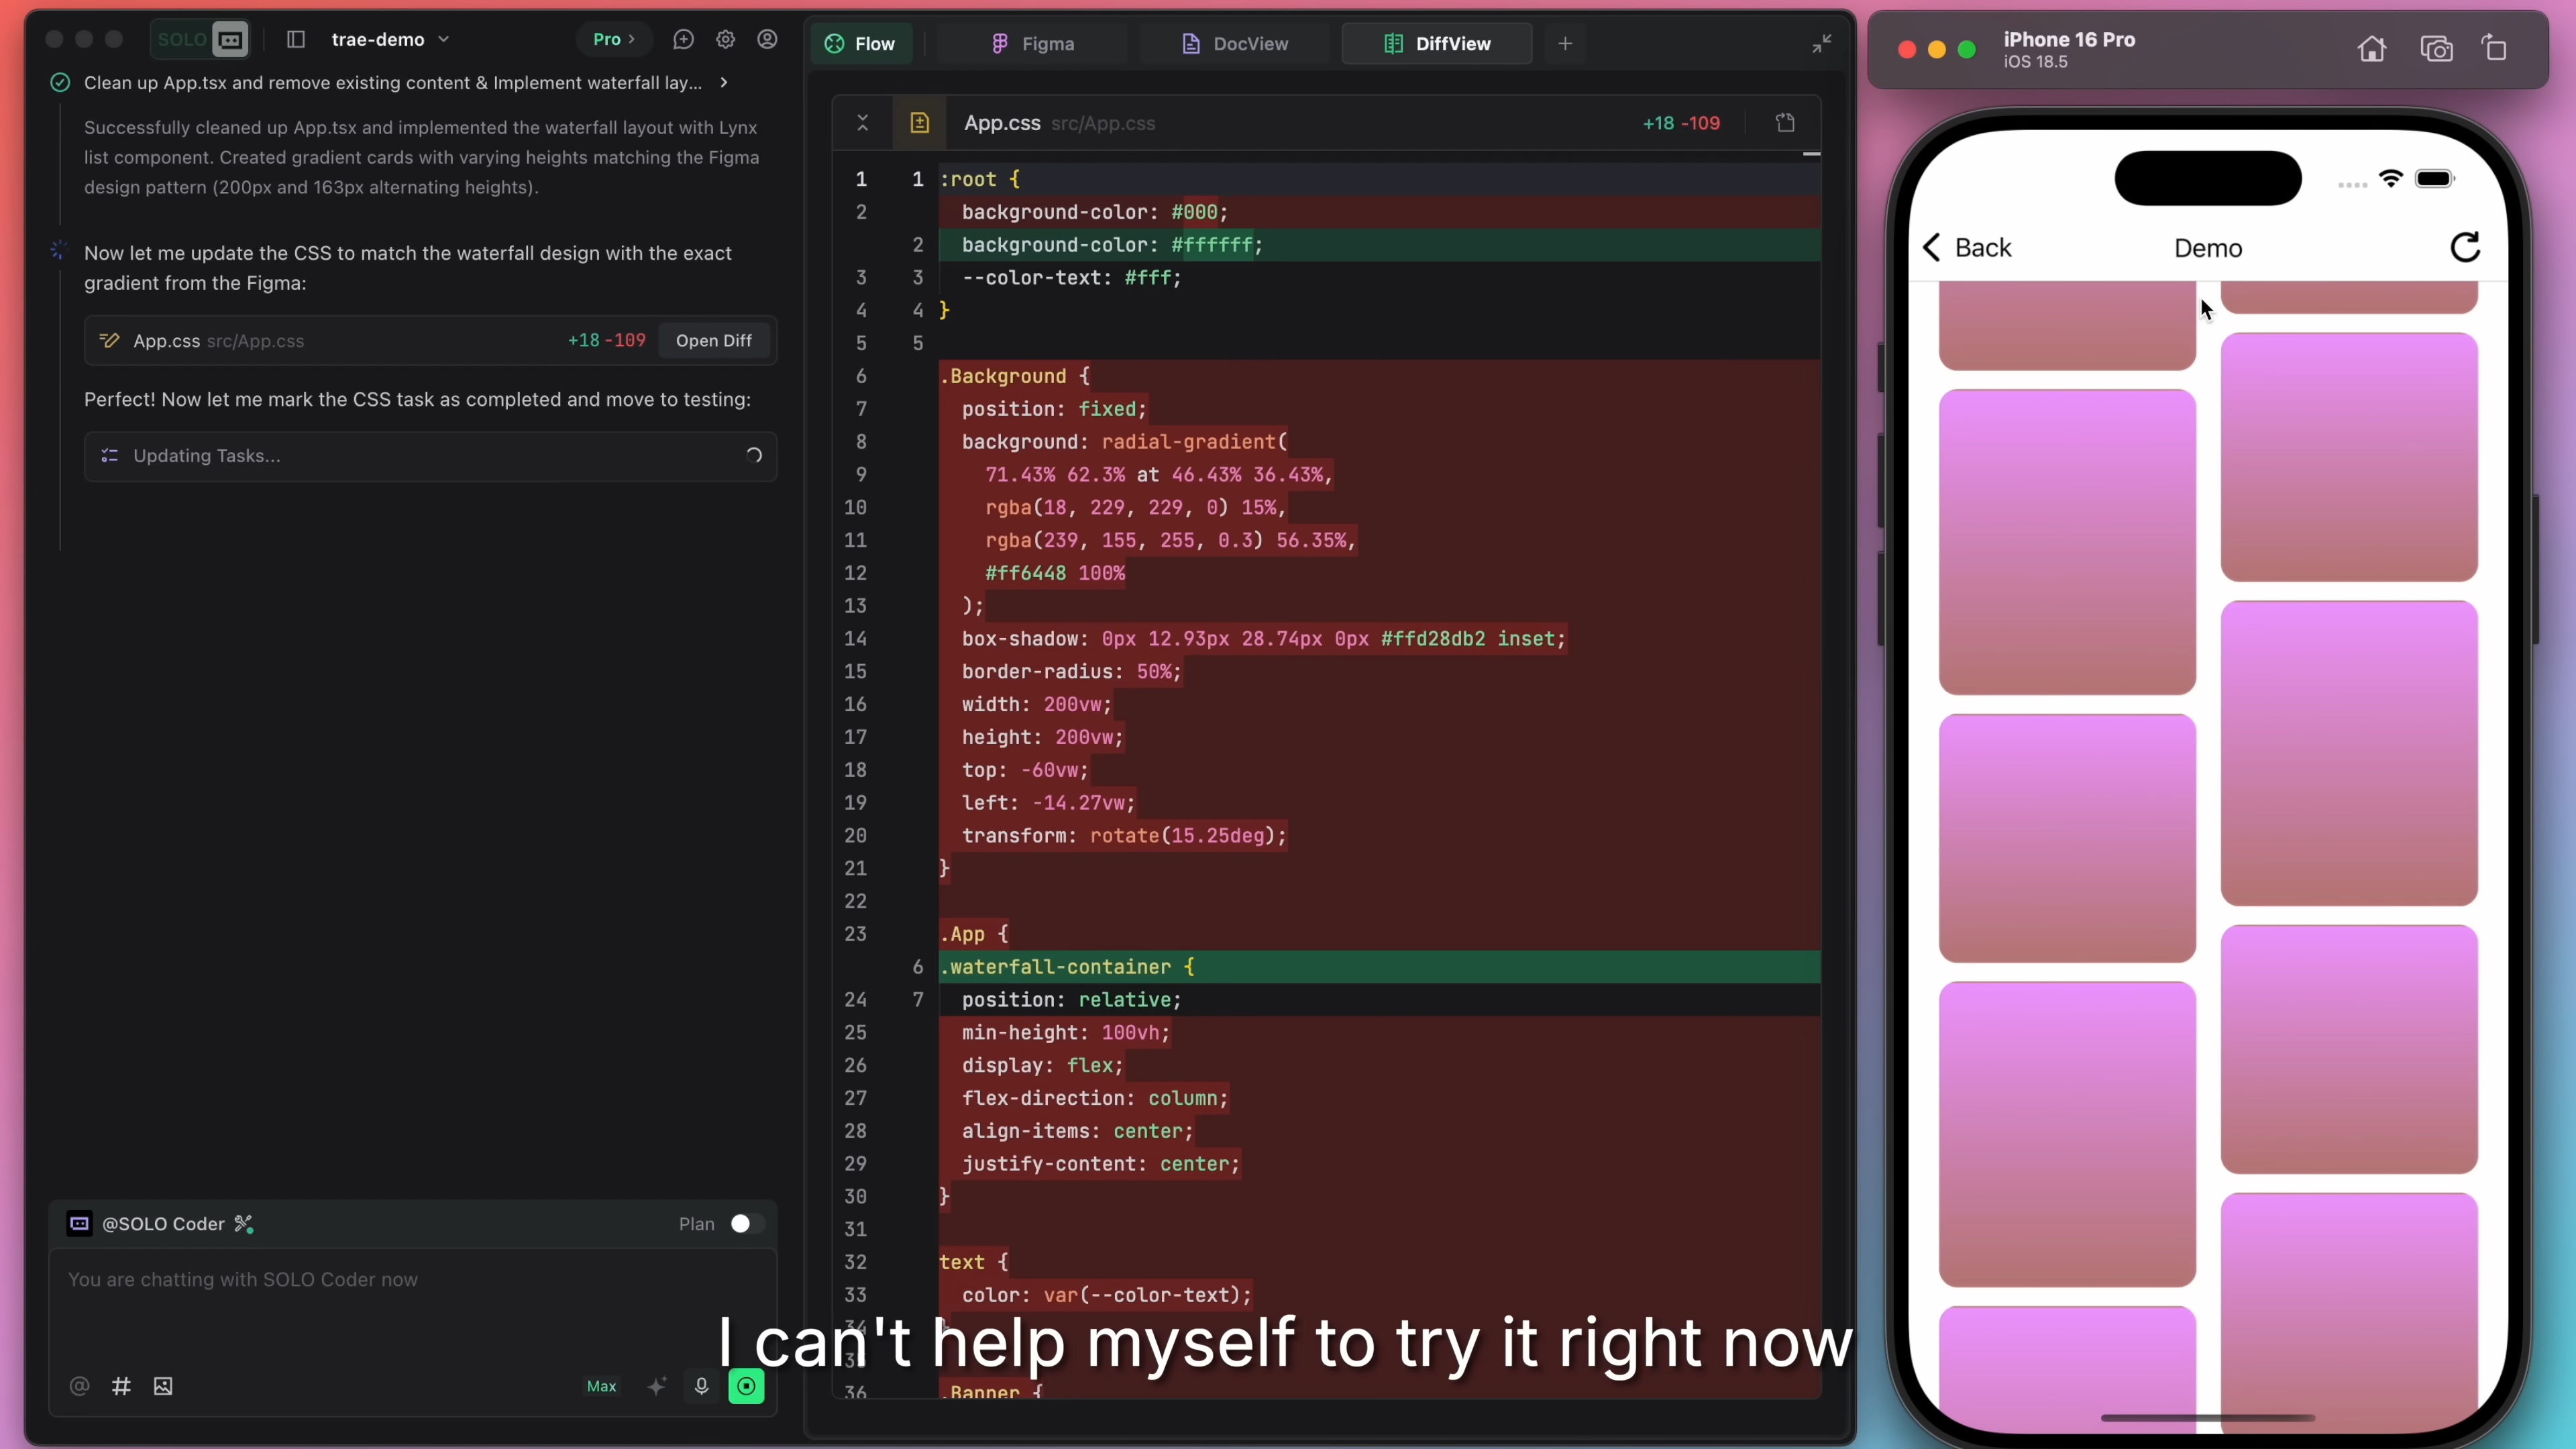 SOLO
trae-demo
Pro
Clean up App.tsx and remove existing content & Implement waterfall lay...
Successfully cleaned up App.tsx and implemented the waterfall layout with Lynx
list component. Created gradient cards with varying heights matching the Figma
design pattern (200px and 163px alternating heights).
Now let me update the CSS to match the waterfall design with the exact
gradient from the Figma:
App.css src/App.css +18 -109 Open Diff
Perfect! Now let me mark the CSS task as completed and move to testing:
Updating Tasks...
@SOLO Coder
Plan
You are chatting with SOLO Coder now
Max
Flow
Figma
DocView
DiffView
App.css src/App.css +18 -109
1 1 :root {
2 background-color: #000;
2 background-color: #ffffff;
3 3 --color-text: #fff;
4 4 }
5 5
6 .Background {
7 position: fixed;
8 background: radial-gradient(
9 71.43% 62.3% at 46.43% 36.43%,
10 rgba(18, 229, 229, 0) 15%,
11 rgba(239, 155, 255, 0.3) 56.35%,
12 #ff6448 100%
13 );
14 box-shadow: 0px 12.93px 28.74px 0px #ffd28db2 inset;
15 border-radius: 50%;
16 width: 200vw;
17 height: 200vw;
18 top: -60vw;
19 left: -14.27vw;
20 transform: rotate(15.25deg);
21 }
22
23 .App {
6 .waterfall-container {
24 7 position: relative;
25 min-height: 100vh;
26 display: flex;
27 flex-direction: column;
28 align-items: center;
29 justify-content: center;
30 }
31
32 text {
33 color: var(--color-text);
34 }
36 .Banner {
I can't help myself to try it right now
iPhone 16 Pro
iOS 18.5
Back
Demo